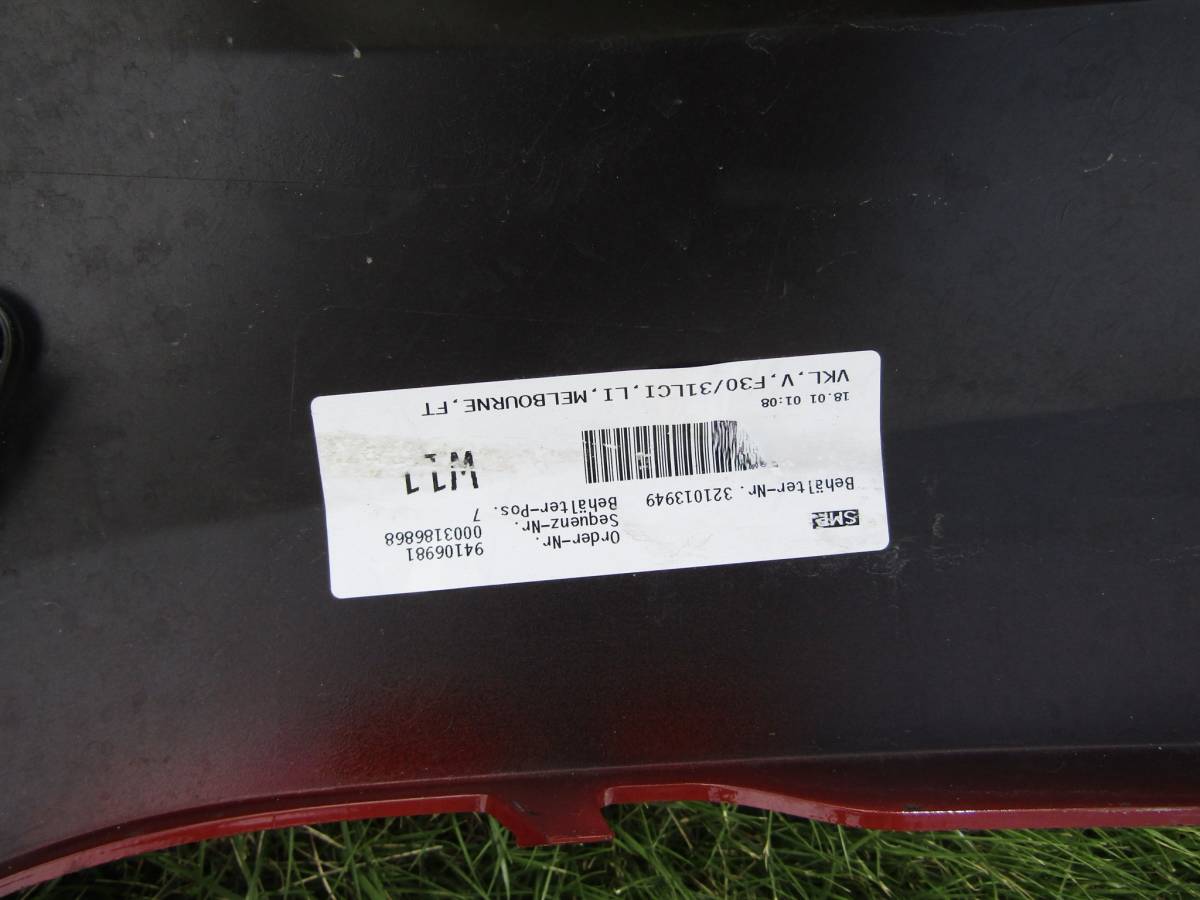 SMP
Order-Nr. 94106981
Sequenz-Nr. 0003186868
Behälter-Nr. 321013949 Behälter-Pos. 7
W11
18.01 01:08
VKL,V,F30/31LCI,LI,MELBOURNE,FT